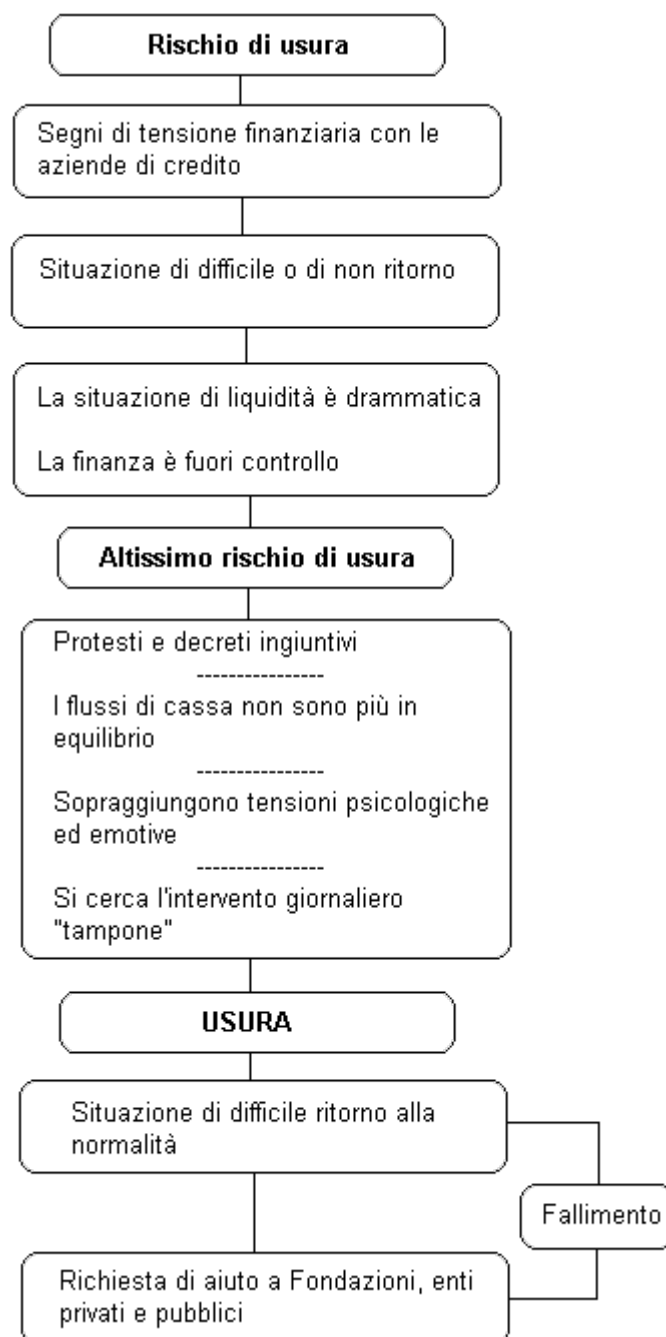 Rischio di usura
Segni di tensione finanziaria con le
aziende di credito
Situazione di difficile o di non ritorno
La situazione di liquidità è drammatica
La finanza è fuori controllo
Altissimo rischio di usura
Protesti e decreti ingiuntivi
----------------
I flussi di cassa non sono più in
equilibrio
----------------
Sopraggiungono tensioni psicologiche
ed emotive
----------------
Si cerca l'intervento giornaliero
"tampone"
USURA
Situazione di difficile ritorno alla
normalità
Fallimento
Richiesta di aiuto a Fondazioni, enti
privati e pubblici